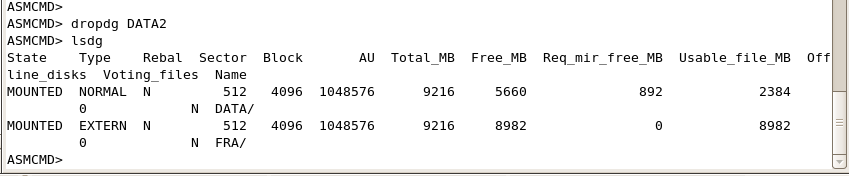 ASMCMD>
ASMCMD> dropdg DATA2
ASMCMD> lsdg
State    Type    Rebal  Sector  Block       AU  Total_MB  Free_MB  Req_mir_free_MB  Usable_file_MB  Off
line_disks  Voting_files  Name
MOUNTED  NORMAL  N         512   4096  1048576      9216     5660              892            2384
         0             N  DATA/
MOUNTED  EXTERN  N         512   4096  1048576      9216     8982                0            8982
         0             N  FRA/
ASMCMD>